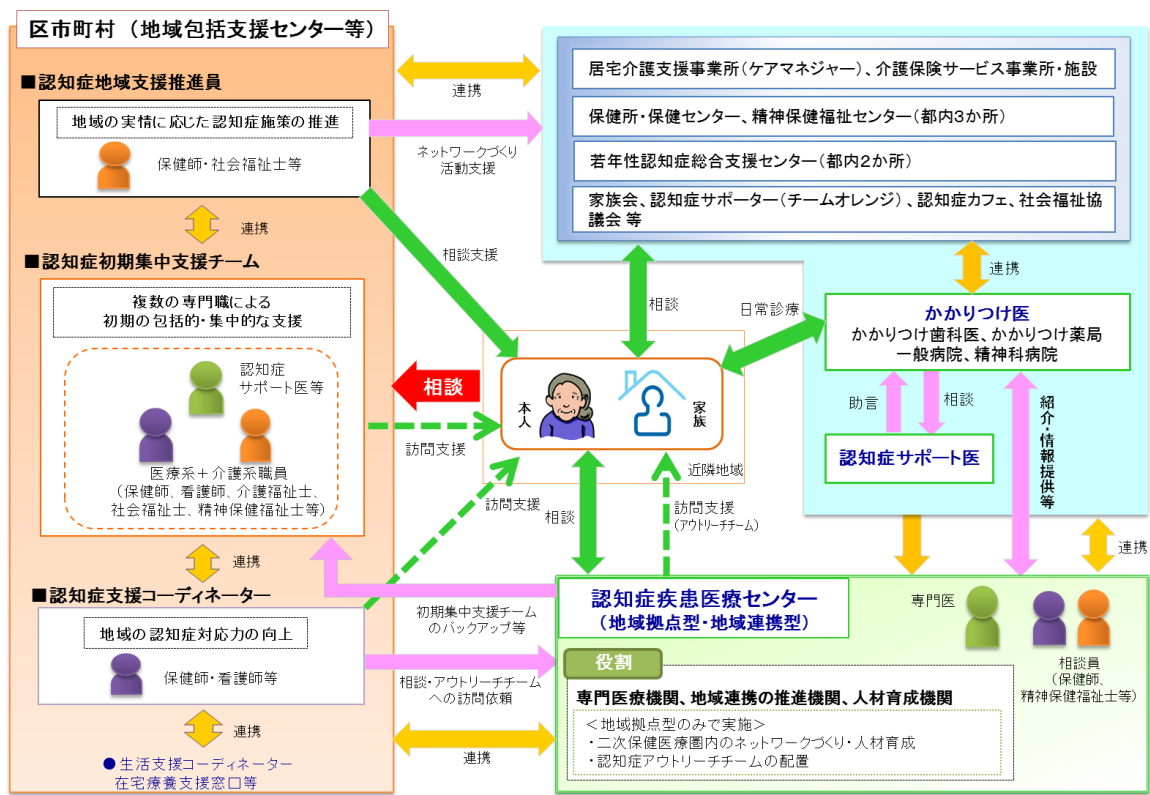 区市町村（地域包括支援センター等）
■認知症地域支援推進員
地域の実情に応じた認知症施策の推進
保健師・社会福祉士等
連携
■認知症初期集中支援チーム
複数の専門職による
初期の包括的・集中的な支援
認知症
サポート医等
医療系＋介護系職員
（保健師、看護師、介護福祉士、
社会福祉士、精神保健福祉士等）
連携
■認知症支援コーディネーター
地域の認知症対応力の向上
保健師・看護師等
連携
●生活支援コーディネーター
在宅療養支援窓口等
連携
ネットワークづくり
活動支援
相談支援
相談
訪問支援
訪問支援
初期集中支援チーム
のバックアップ等
相談・アウトリーチチーム
への訪問依頼
連携
居宅介護支援事業所（ケアマネジャー）、介護保険サービス事業所・施設
保健所・保健センター、精神保健福祉センター（都内３か所）
若年性認知症総合支援センター（都内２か所）
家族会、認知症サポーター（チームオレンジ）、認知症カフェ、社会福祉協
議会 等
相談
日常診療
連携
本人
家族
近隣地域
相談
訪問支援
（アウトリーチチーム）
かかりつけ医
かかりつけ歯科医、かかりつけ薬局
一般病院、精神科病院
助言
相談
認知症サポート医
紹介・情報
提供等
連携
認知症疾患医療センター
（地域拠点型・地域連携型）
専門医
相談員
（保健師、
精神保健福祉士等）
役割
専門医療機関、地域連携の推進機関、人材育成機関
＜地域拠点型のみで実施＞
・二次保健医療圏内のネットワークづくり・人材育成
・認知症アウトリーチチームの配置